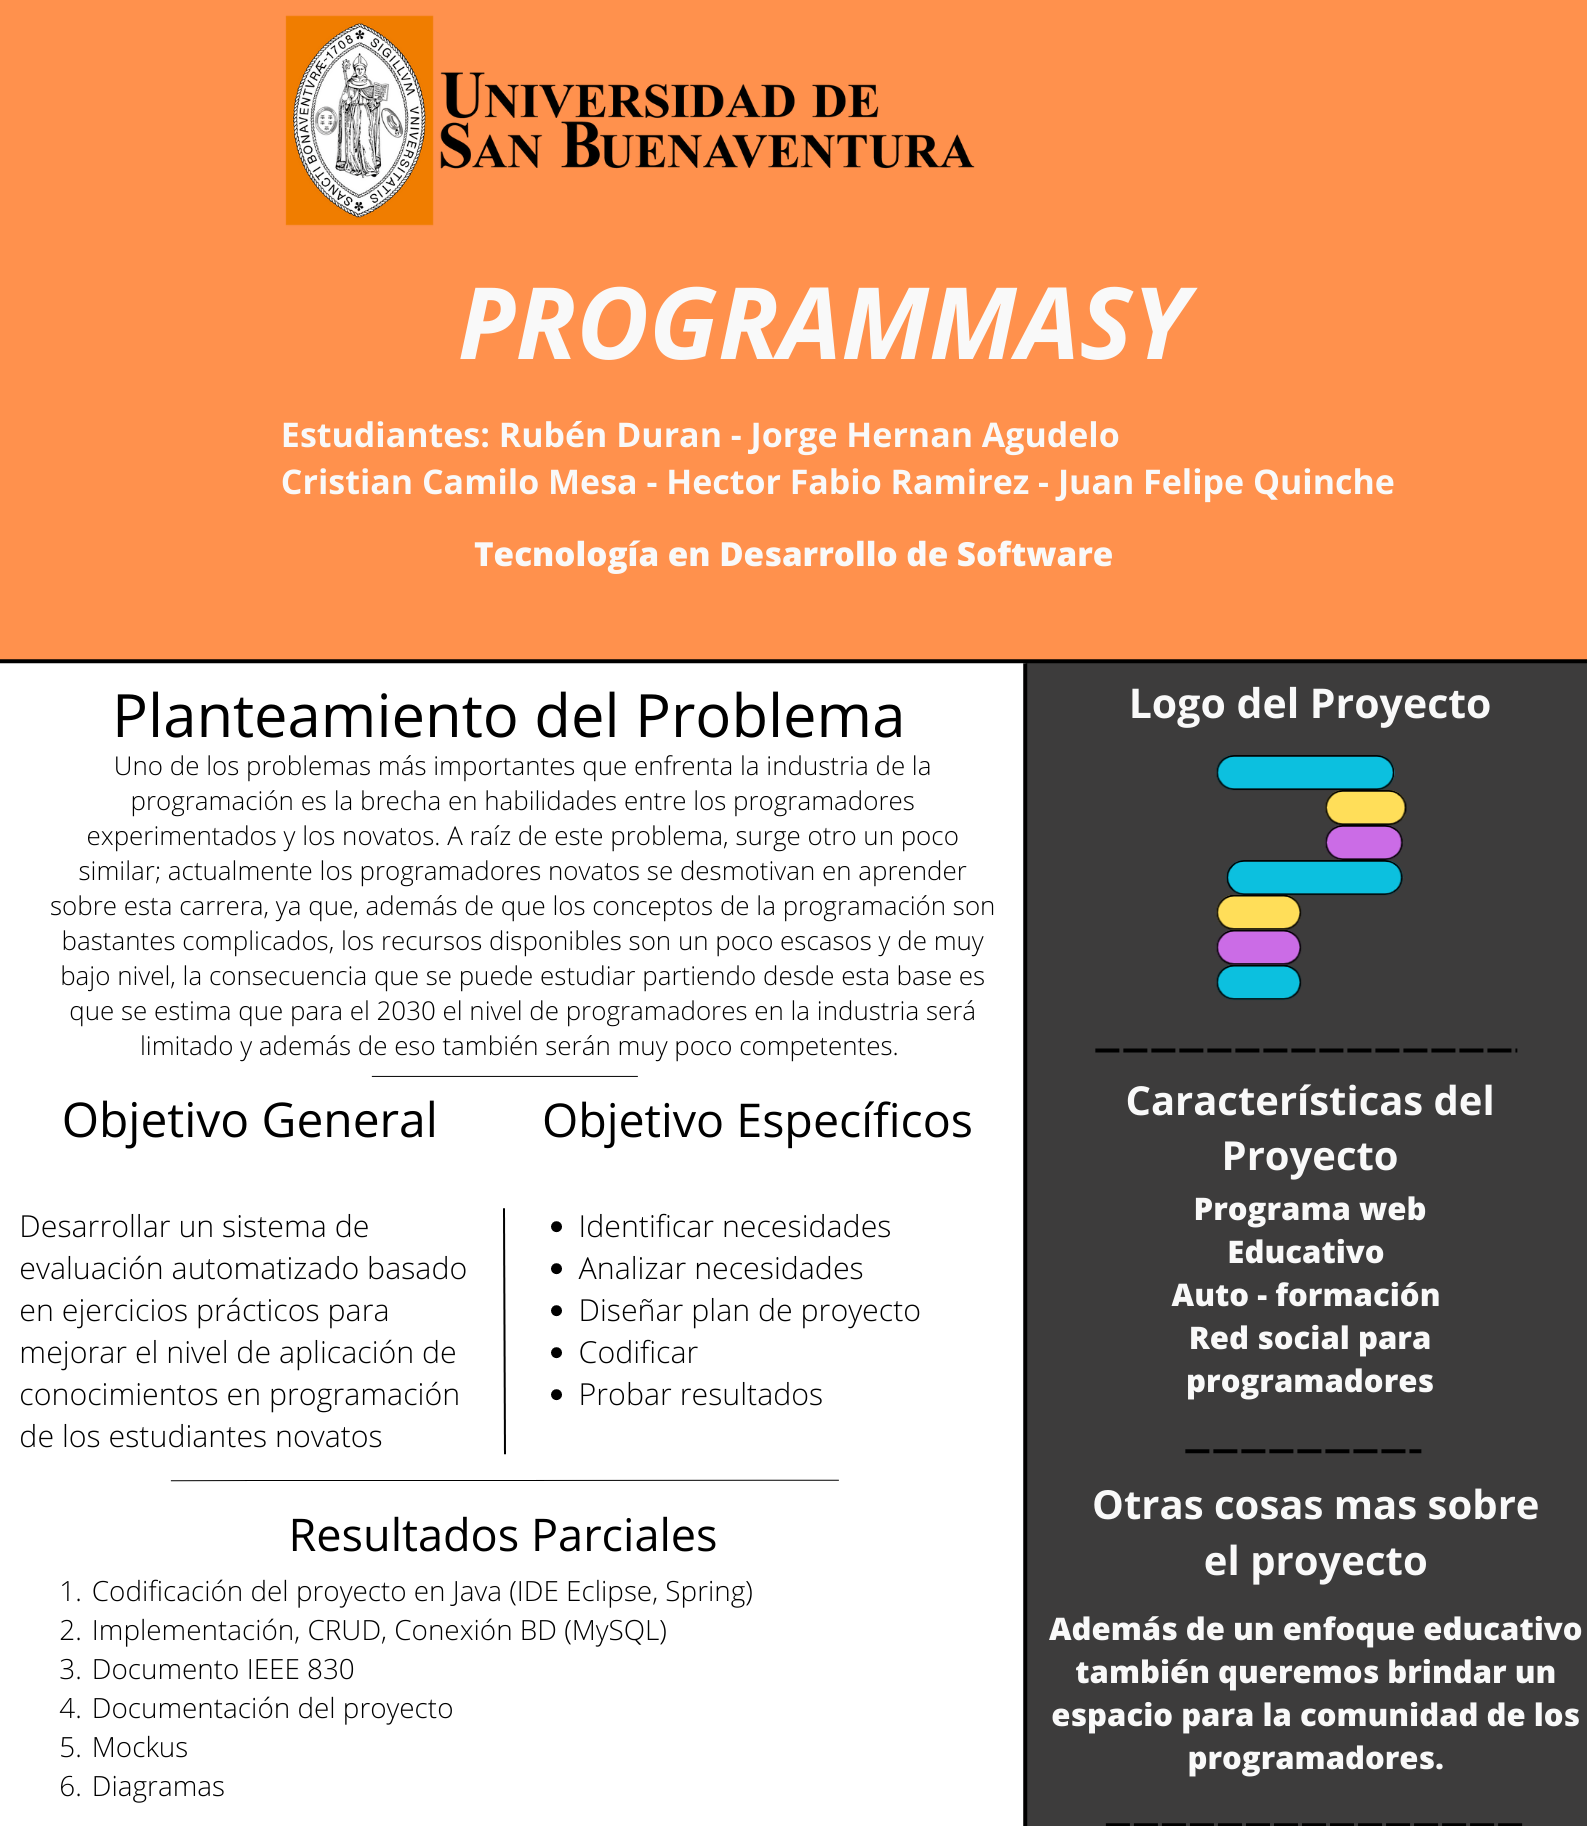 SANCTI BONAVENTVRÆ-1708 SIGILLVM VNIVERSITATIS
UNIVERSIDAD DE
SAN BUENAVENTURA
PROGRAMMASY
Estudiantes: Rubén Duran - Jorge Hernan Agudelo
Cristian Camilo Mesa - Hector Fabio Ramirez - Juan Felipe Quinche
Tecnología en Desarrollo de Software
Planteamiento del Problema
Uno de los problemas más importantes que enfrenta la industria de la
programación es la brecha en habilidades entre los programadores
experimentados y los novatos. A raíz de este problema, surge otro un poco
similar; actualmente los programadores novatos se desmotivan en aprender
sobre esta carrera, ya que, además de que los conceptos de la programación son
bastantes complicados, los recursos disponibles son un poco escasos y de muy
bajo nivel, la consecuencia que se puede estudiar partiendo desde esta base es
que se estima que para el 2030 el nivel de programadores en la industria será
limitado y además de eso también serán muy poco competentes.
Objetivo General
Desarrollar un sistema de
evaluación automatizado basado
en ejercicios prácticos para
mejorar el nivel de aplicación de
conocimientos en programación
de los estudiantes novatos
Objetivo Específicos
• Identificar necesidades
• Analizar necesidades
• Diseñar plan de proyecto
• Codificar
• Probar resultados
Resultados Parciales
1. Codificación del proyecto en Java (IDE Eclipse, Spring)
2. Implementación, CRUD, Conexión BD (MySQL)
3. Documento IEEE 830
4. Documentación del proyecto
5. Mockus
6. Diagramas
Logo del Proyecto
Características del
Proyecto
Programa web
Educativo
Auto - formación
Red social para
programadores
Otras cosas mas sobre
el proyecto
Además de un enfoque educativo
también queremos brindar un
espacio para la comunidad de los
programadores.